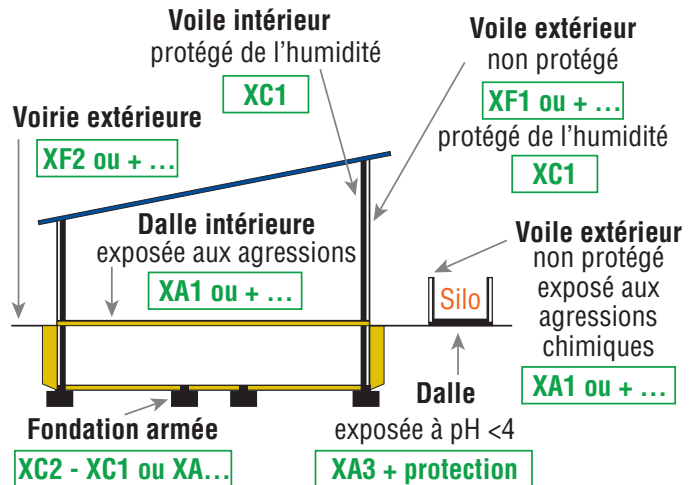 Voile intérieur
protégé de l’humidité
XC1
Voile extérieur
non protégé
XF1 ou + …
protégé de l’humidité
XC1
Voirie extérieure
XF2 ou + …
Dalle intérieure
exposée aux agressions
XA1 ou + …
Voile extérieur
non protégé
exposé aux
agressions
chimiques
XA1 ou + …
Silo
Fondation armée
XC2 - XC1 ou XA…
Dalle
exposée à pH <4
XA3 + protection